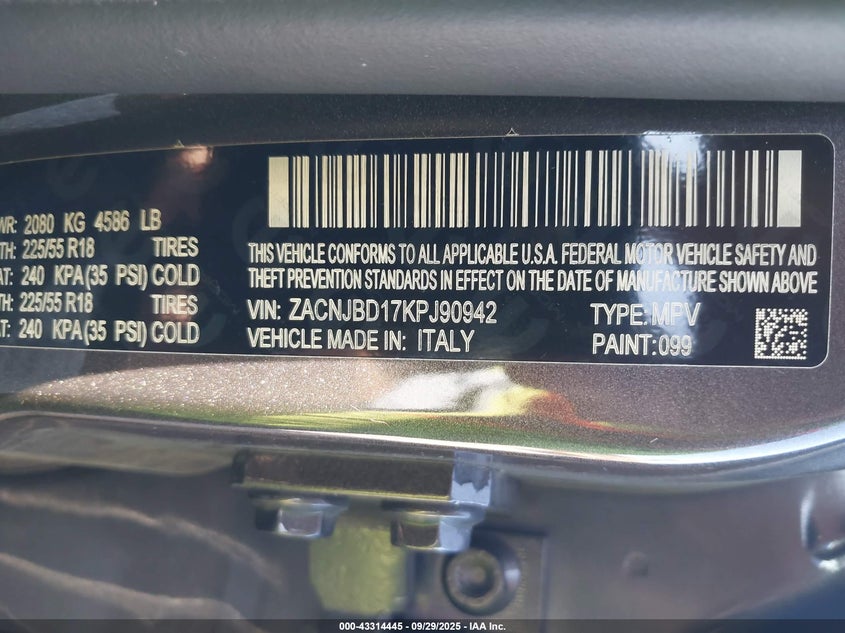 WR: 2080 KG 4586 LB
TH: 225/55 R18 TIRES
AT: 240 KPA(35 PSI) COLD
TH: 225/55 R18 TIRES
AT: 240 KPA(35 PSI) COLD
THIS VEHICLE CONFORMS TO ALL APPLICABLE U.S.A. FEDERAL MOTOR VEHICLE SAFETY AND
THEFT PREVENTION STANDARDS IN EFFECT ON THE DATE OF MANUFACTURE SHOWN ABOVE
VIN: ZACNJBD17KPJ90942 TYPE: MPV
VEHICLE MADE IN: ITALY PAINT: 099
000-43314445 - 09/29/2025 - IAA Inc.